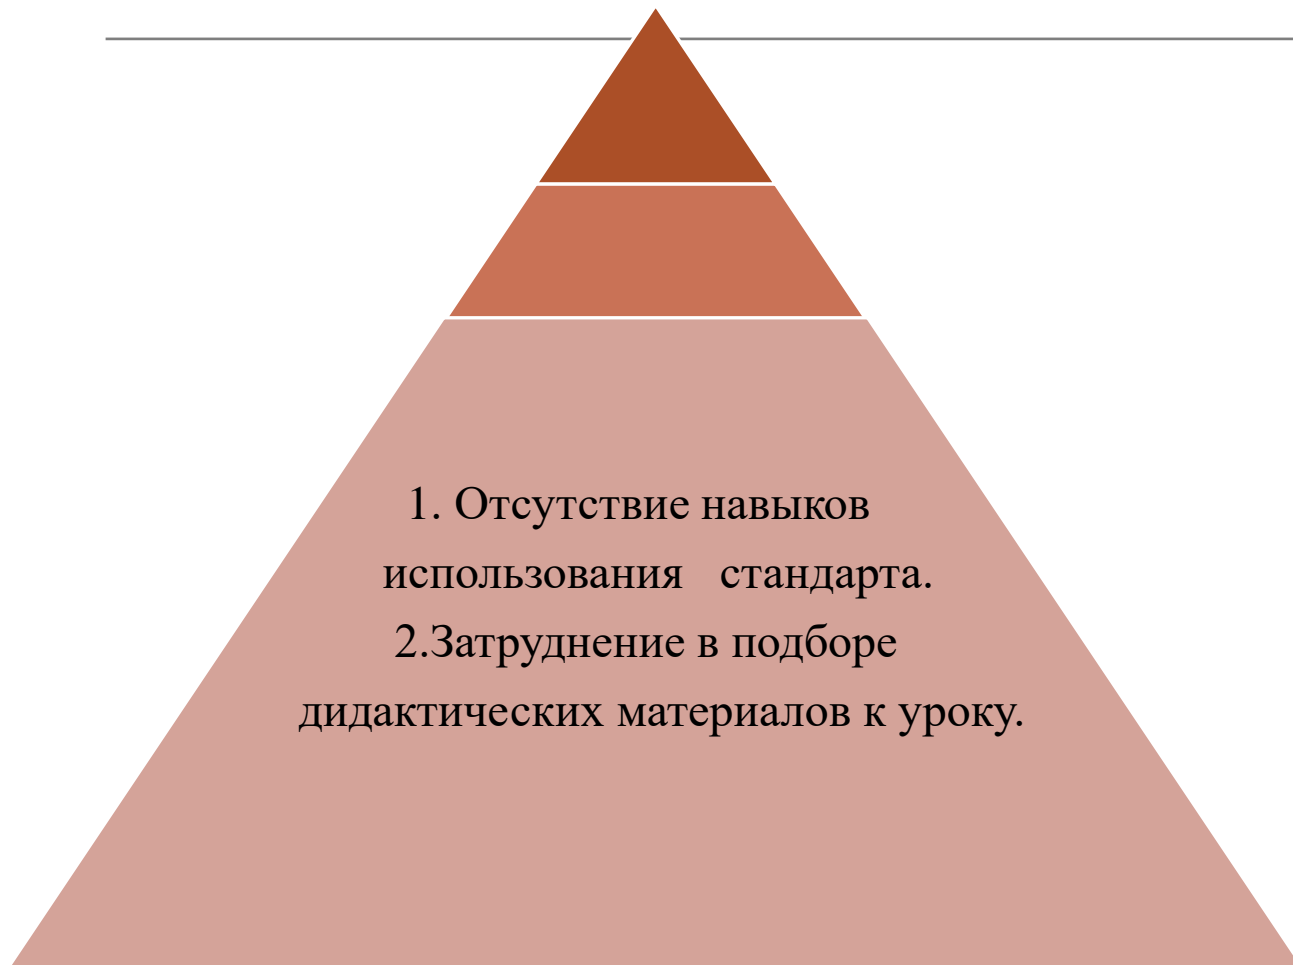 1. Отсутствие навыков
использования стандарта.
2.Затруднение в подборе
дидактических материалов к уроку.